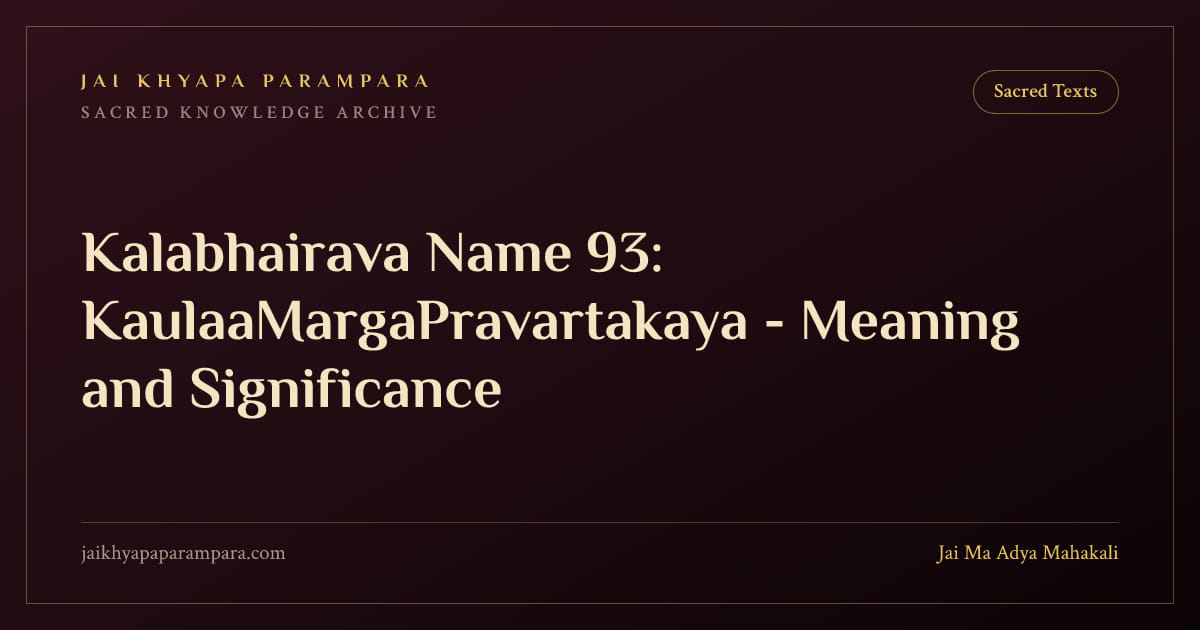 JAI KHYAPA PARAMPARA
SACRED KNOWLEDGE ARCHIVE
Sacred Texts
Kalabhairava Name 93:
KaulaaMargaPravartakaya - Meaning
and Significance
jaikhyapaparampara.com
Jai Ma Adya Mahakali